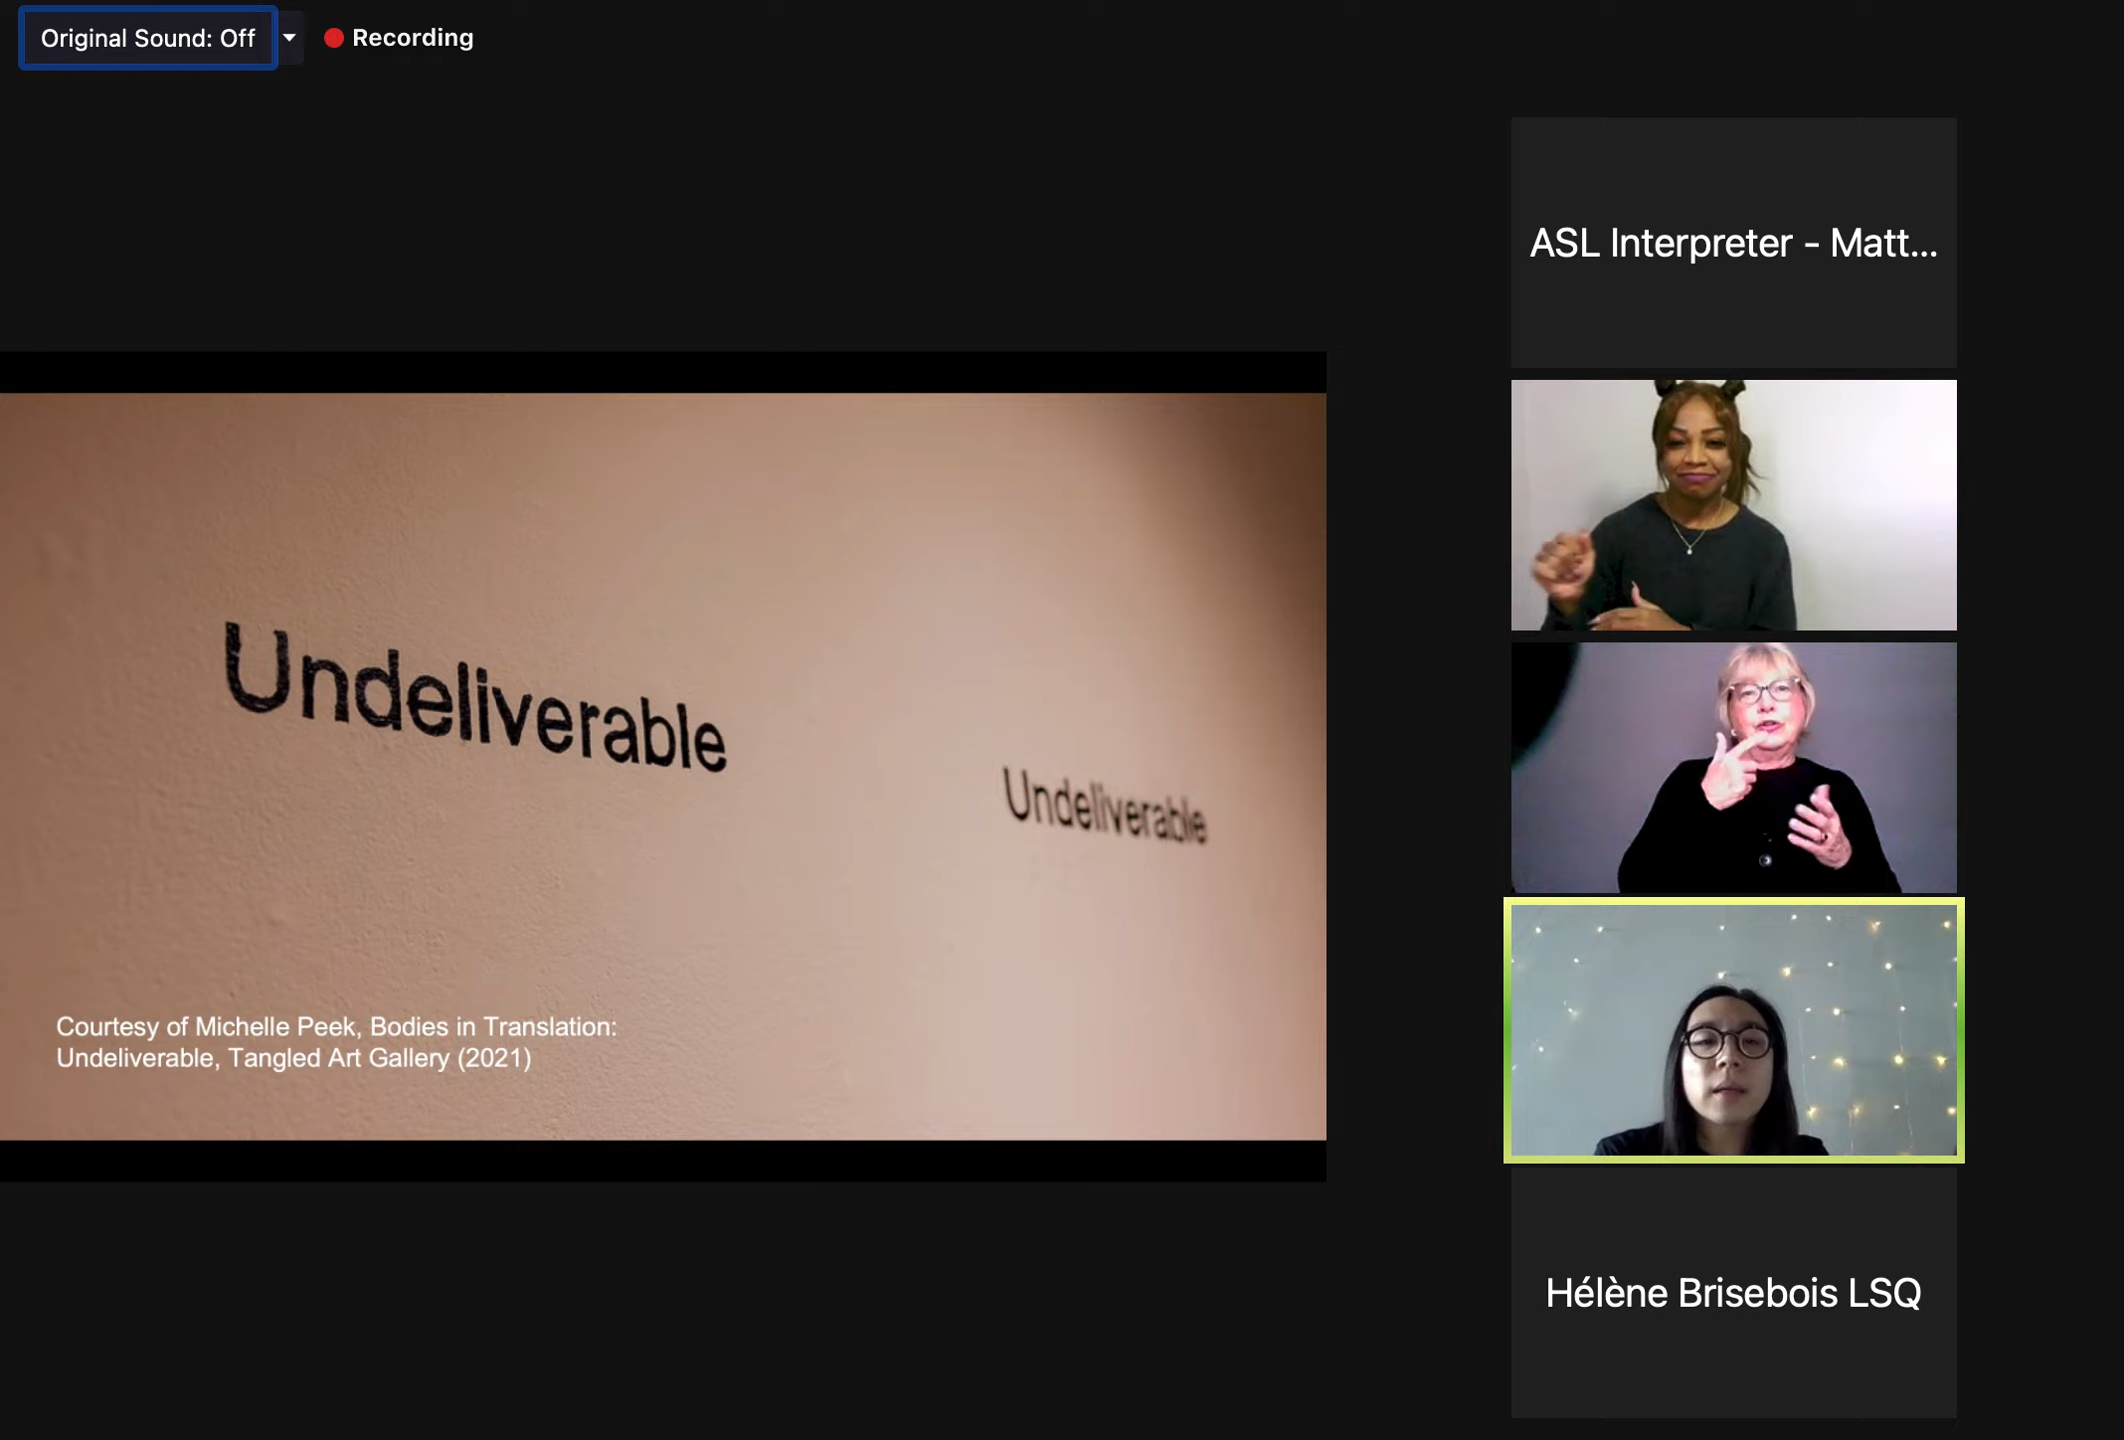 Original Sound: Off
Recording
ASL Interpreter - Matt...
Undeliverable
Undeliverable
Courtesy of Michelle Peek, Bodies in Translation:
Undeliverable, Tangled Art Gallery (2021)
Hélène Brisebois LSQ